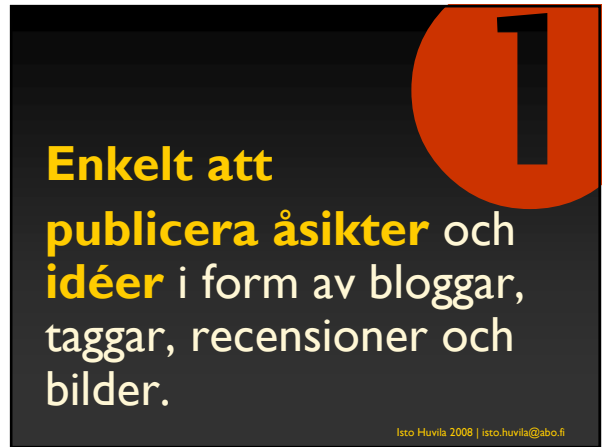 1
Enkelt att
publicera åsikter och
idéer i form av bloggar,
taggar, recensioner och
bilder.
Isto Huvila 2008 | isto.huvila@abo.fi